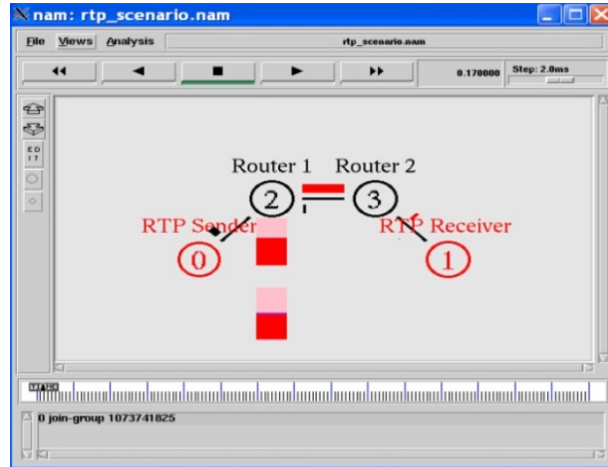 nam: rtp_scenario.nam
File Views Analysis rtp_scenario.nam
0.170000 Step: 2.0ms
E D
I T
Router 1 Router 2
2 3
RTP Sender RTP Receiver
0 1
0 join-group 1073741825